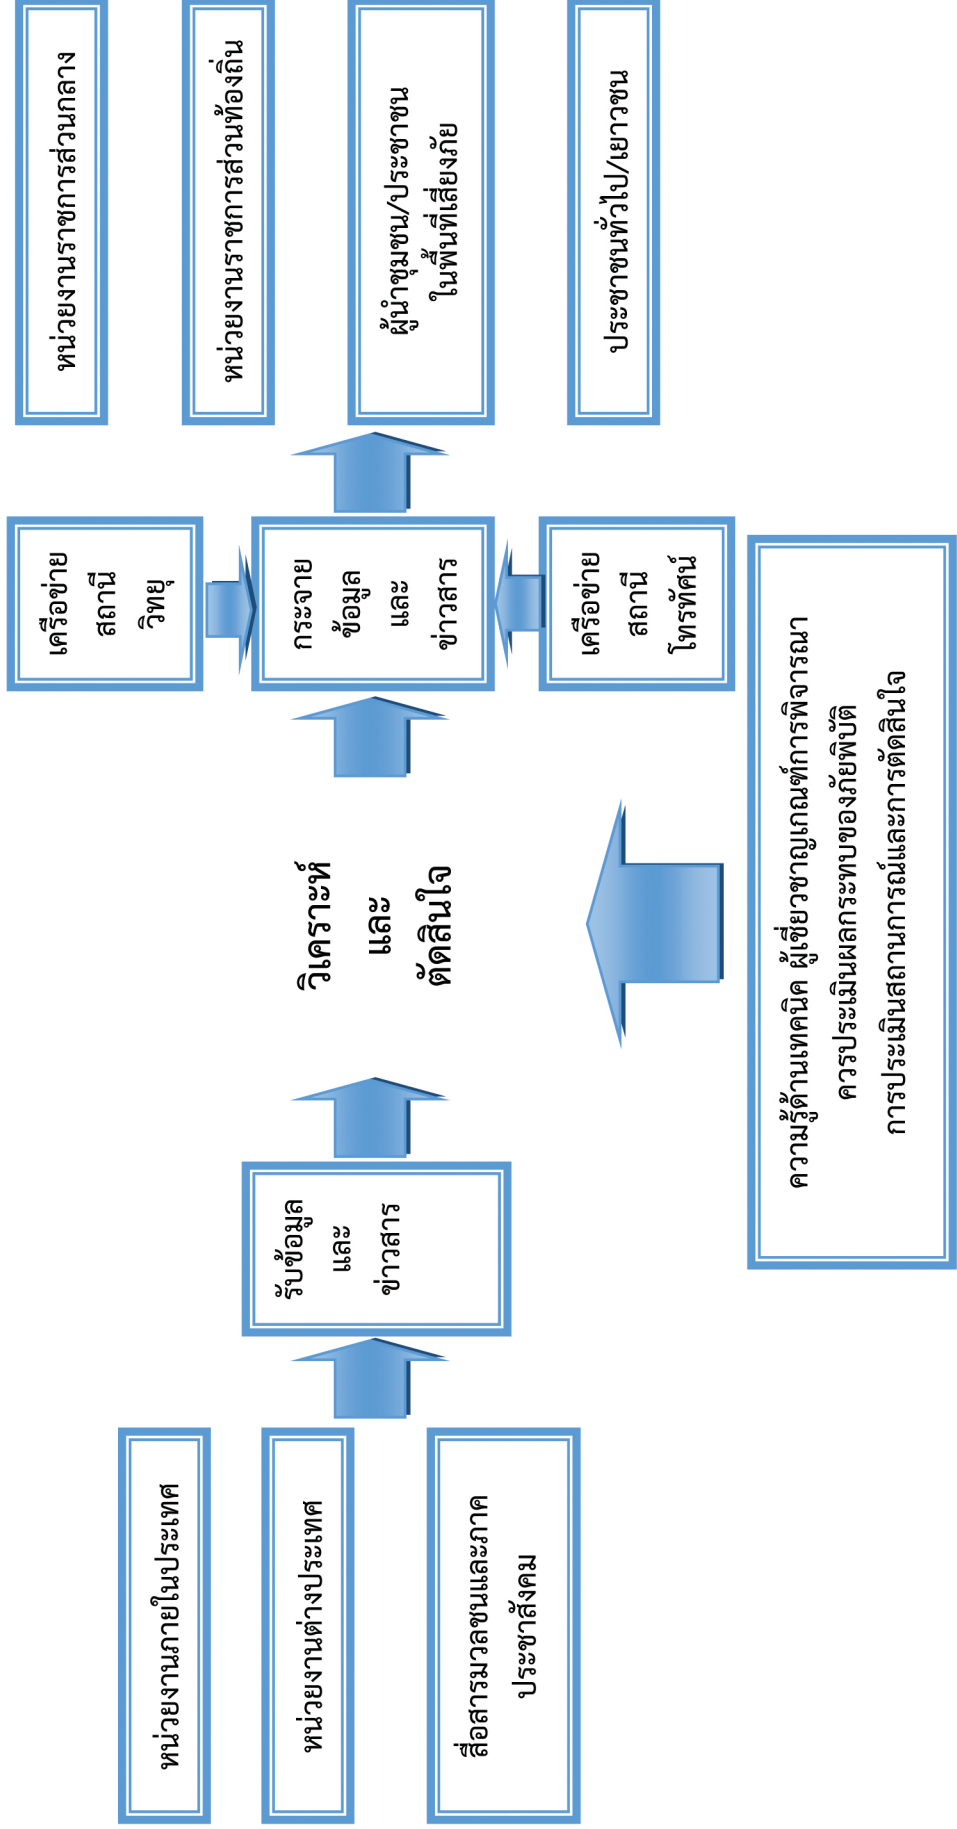 หน่วยงานภายในประเทศ
หน่วยงานต่างประเทศ
สื่อสารมวลชนและภาค
ประชาสังคม
รับข้อมูล
และ
ข่าวสาร
วิเคราะห์
และ
ตัดสินใจ
ความรู้ด้านเทคนิค ผู้เชี่ยวชาญเกณฑ์การพิจารณา
ควรประเมินผลกระทบของภัยพิบัติ
การประเมินสถานการณ์และการตัดสินใจ
เครือข่าย
สถานี
วิทยุ
กระจาย
ข้อมูล
และ
ข่าวสาร
เครือข่าย
สถานี
โทรทัศน์
หน่วยงานราชการส่วนกลาง
หน่วยงานราชการส่วนท้องถิ่น
ผู้นำชุมชน/ประชาชน
ในพื้นที่เสี่ยงภัย
ประชาชนทั่วไป/เยาวชน